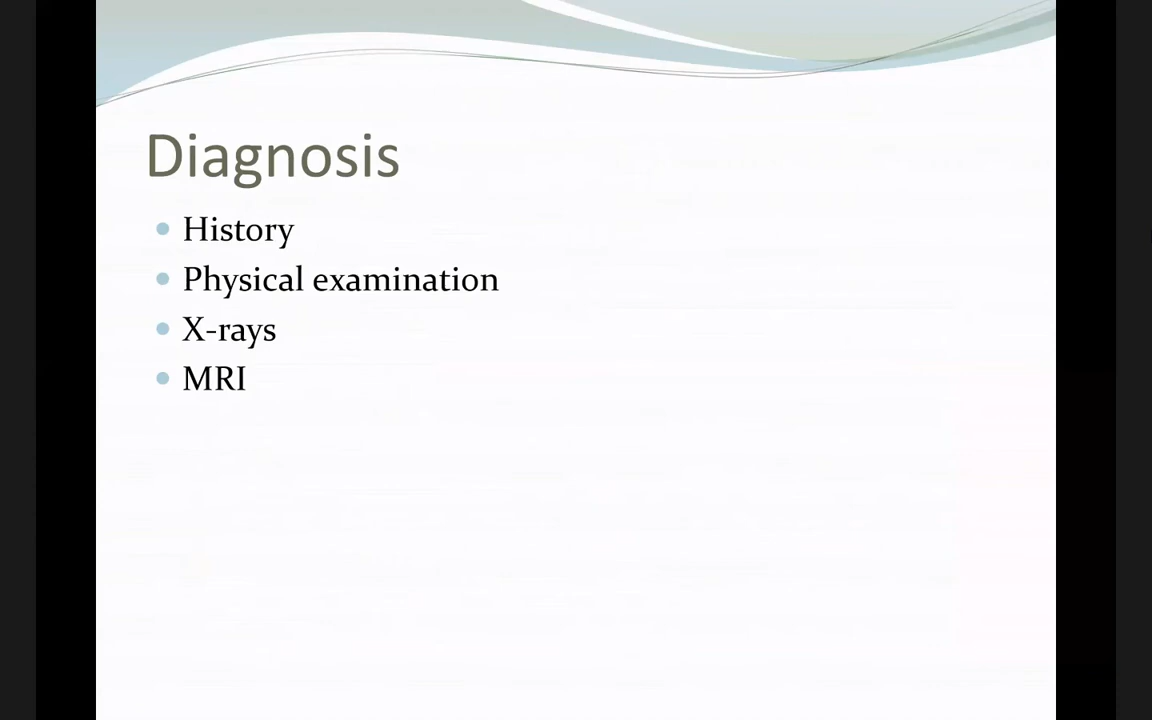 Diagnosis
History
Physical examination
X-rays
MRI